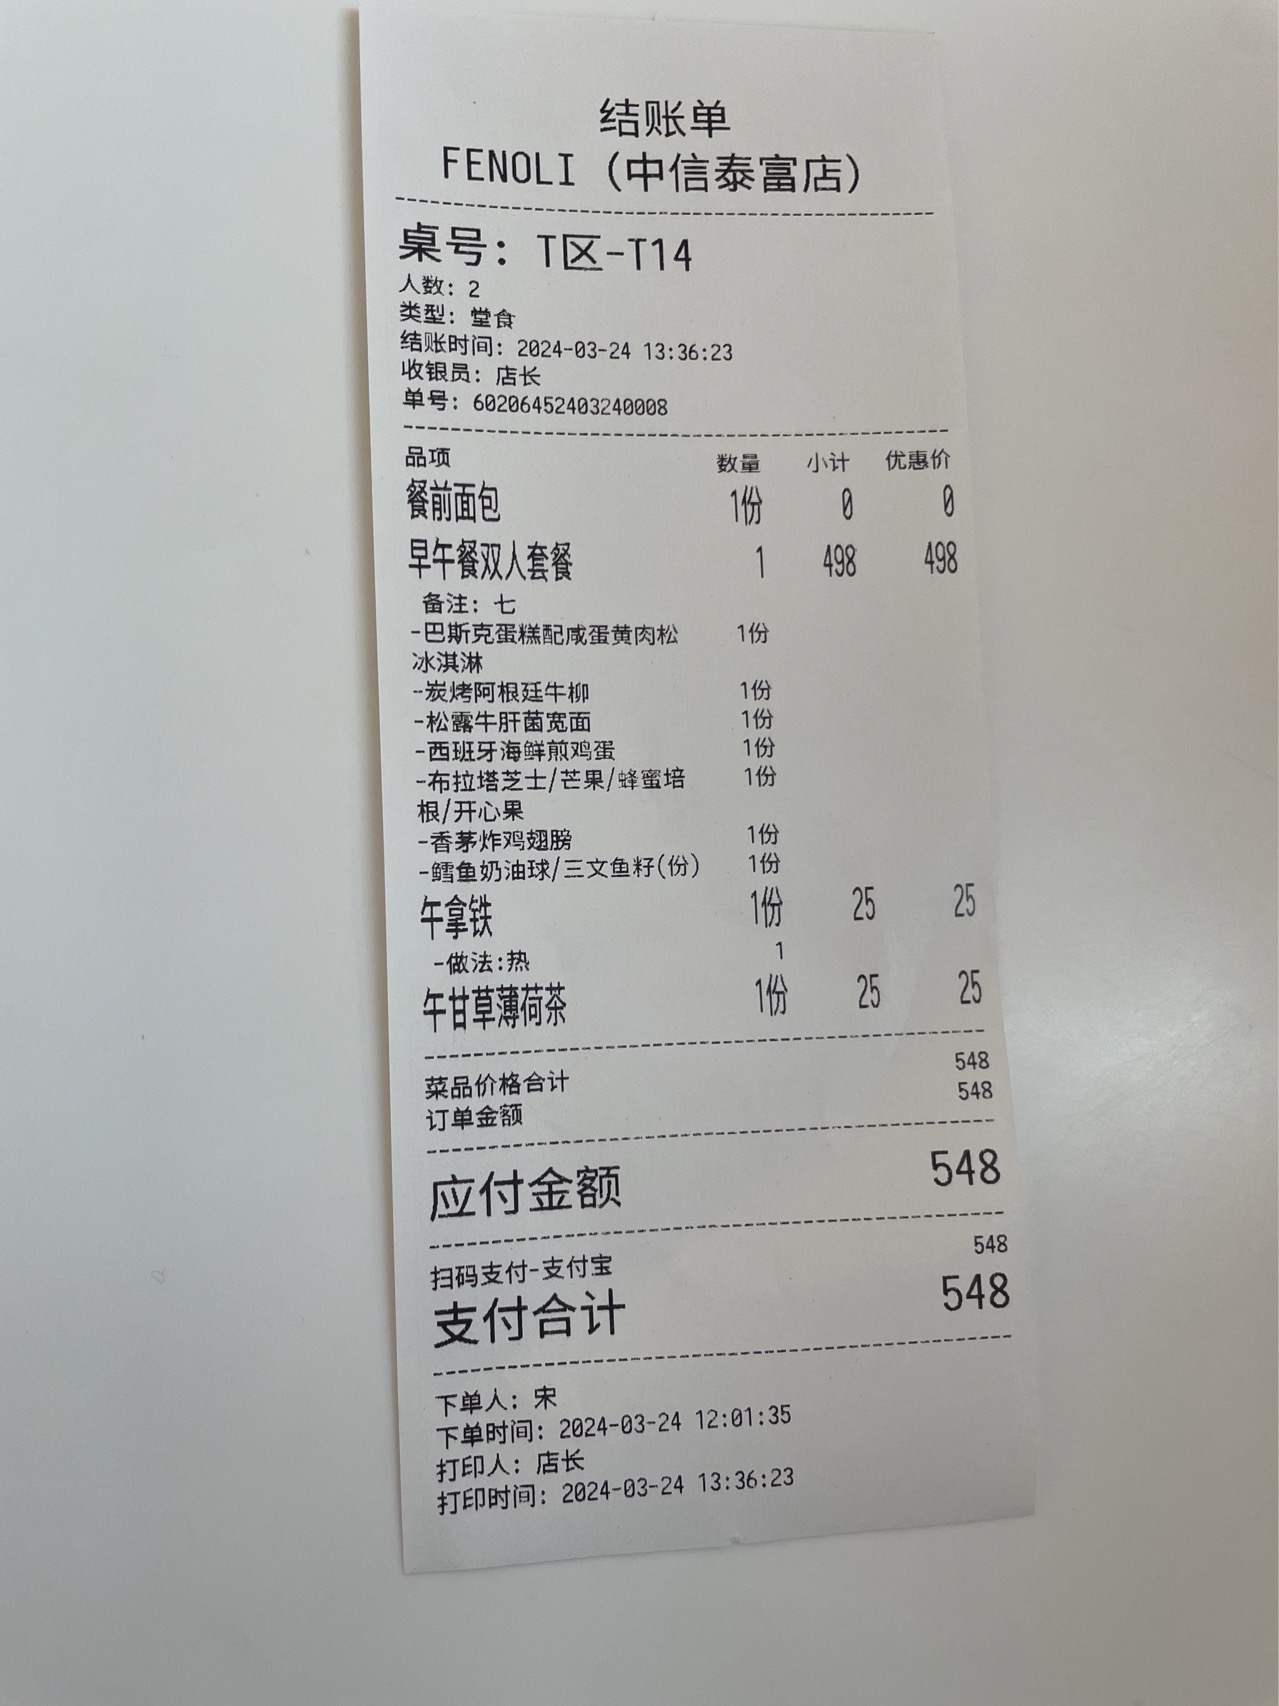 结账单
FENOLI（中信泰富店）
桌号：T区-T14
人数：2
类型：堂食
结账时间：2024-03-24 13:36:23
收银员：店长
单号：60206452403240008
品项 数量 小计 优惠价
餐前面包 1份 0 0
早午餐双人套餐 1 498 498
备注：七
-巴斯克蛋糕配咸蛋黄肉松 1份
冰淇淋
-炭烤阿根廷牛柳 1份
-松露牛肝菌宽面 1份
-西班牙海鲜煎鸡蛋 1份
-布拉塔芝士/芒果/蜂蜜培 1份
根/开心果
-香茅炸鸡翅膀 1份
-鳕鱼奶油球/三文鱼籽(份) 1份
午拿铁 1份 25 25
-做法:热 1
午甘草薄荷茶 1份 25 25
菜品价格合计 548
订单金额 548
应付金额 548
扫码支付-支付宝 548
支付合计 548
下单人：宋
下单时间：2024-03-24 12:01:35
打印人：店长
打印时间：2024-03-24 13:36:23